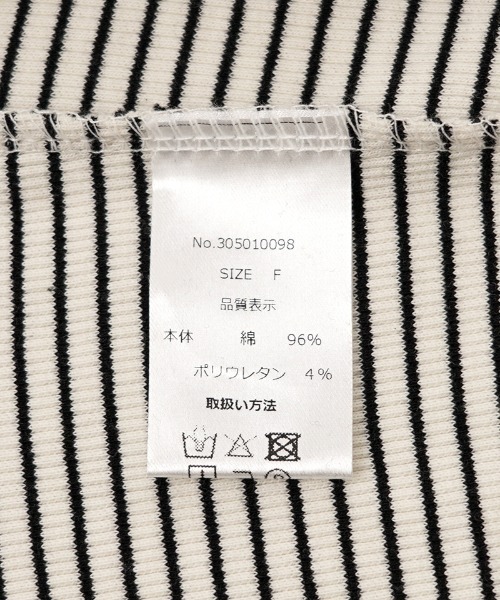 No.305010098
SIZE F
品質表示
本体 綿 96%
ポリウレタン 4%
取扱い方法